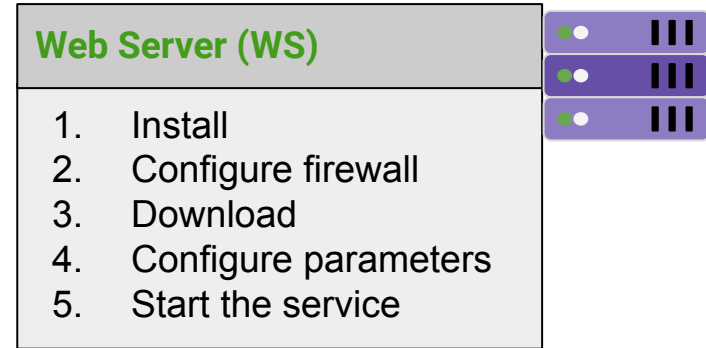 Web Server (WS)
1. Install
2. Configure firewall
3. Download
4. Configure parameters
5. Start the service